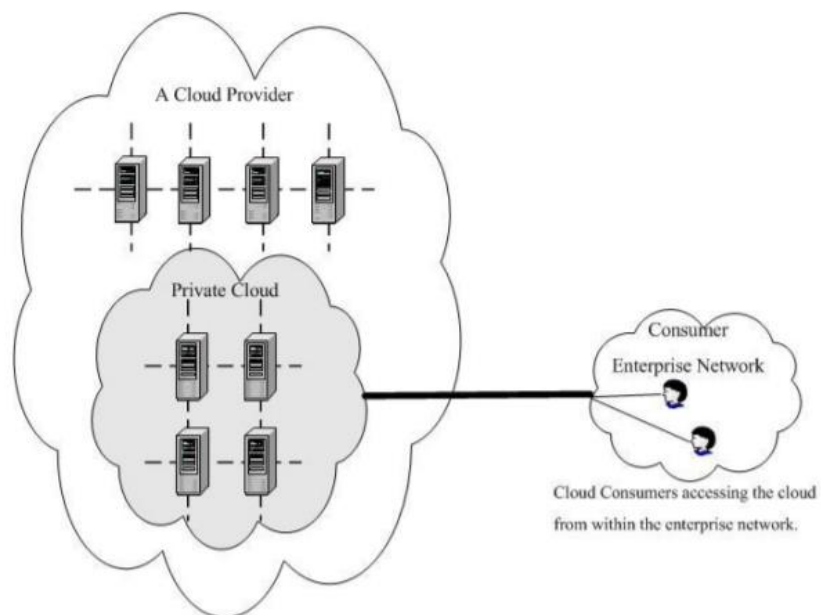 A Cloud Provider
Private Cloud
Consumer
Enterprise Network
Cloud Consumers accessing the cloud
from within the enterprise network.